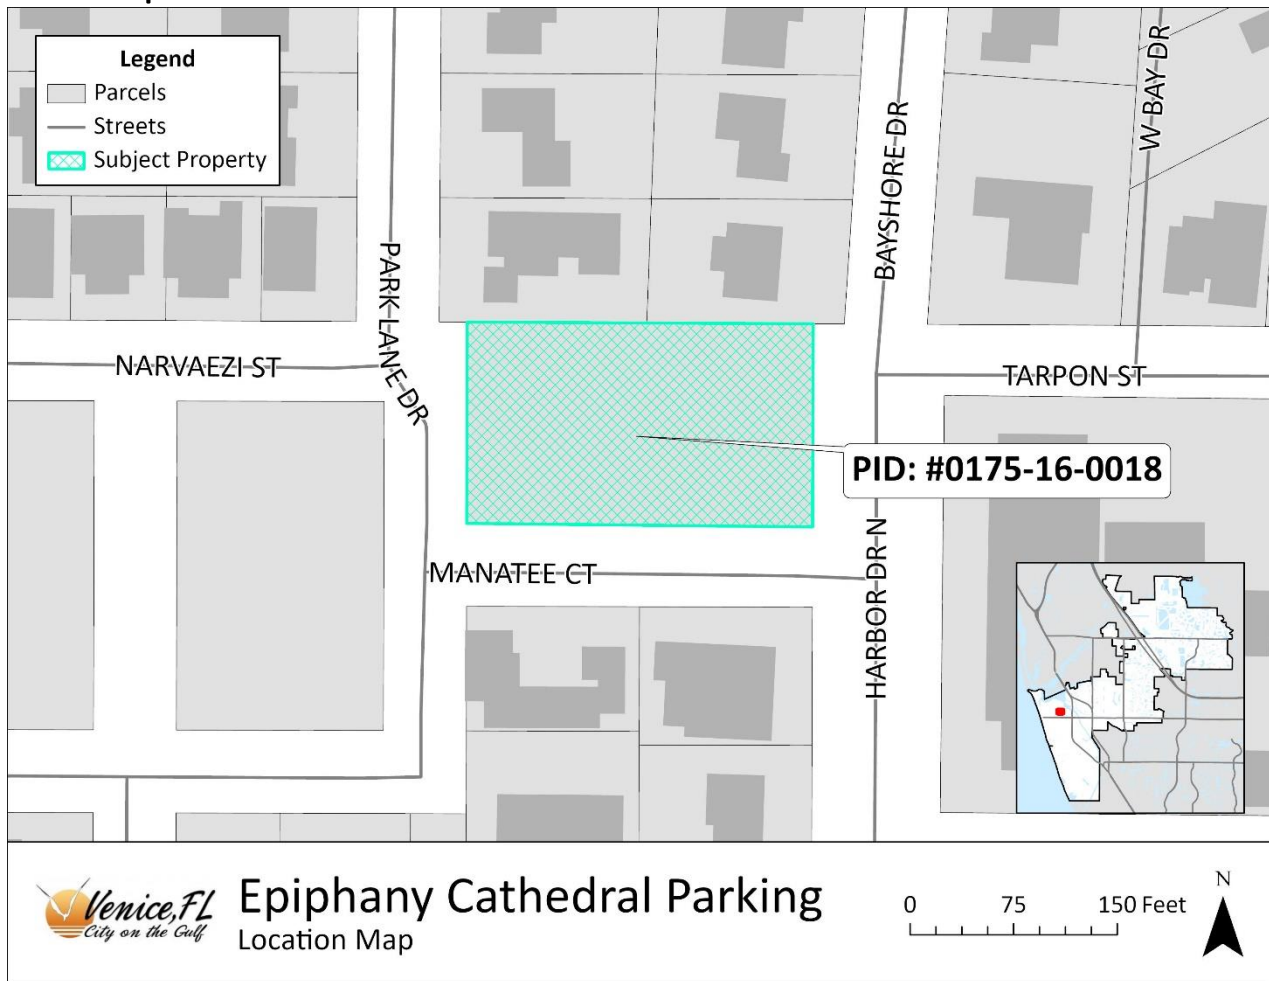 Legend
Parcels
Streets
Subject Property
W BAY DR
BAYSHORE DR
PARK LANE DR
NARVAEZI ST
TARPON ST
PID: #0175-16-0018
MANATEE CT
HARBOR DR N
Venice, FL
City on the Gulf
Epiphany Cathedral Parking
Location Map
0 75 150 Feet
N